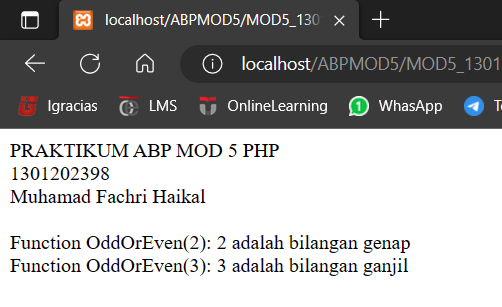 localhost/ABPMOD5/MOD5_130
localhost/ABPMOD5/MOD5_1301
Igracias
LMS
OnlineLearning
WhasApp
PRAKTIKUM ABP MOD 5 PHP
1301202398
Muhamad Fachri Haikal
Function OddOrEven(2): 2 adalah bilangan genap
Function OddOrEven(3): 3 adalah bilangan ganjil